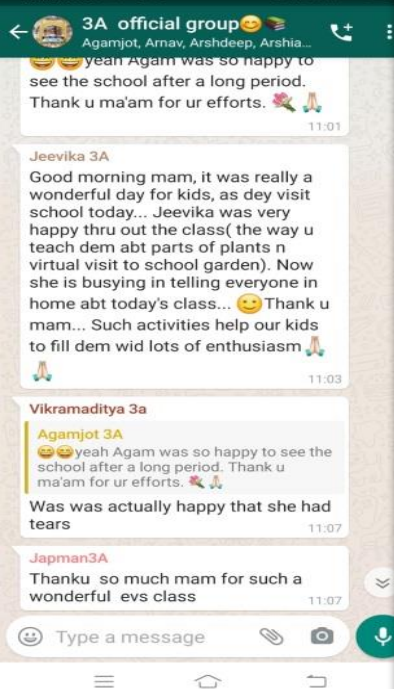 3A official group😊📚
Agamjot, Arnav, Arshdeep, Arshia...
😄😄yeah Agam was so happy to
see the school after a long period.
Thank u ma'am for ur efforts. 🌹🙏🏻
11:01
Jeevika 3A
Good morning mam, it was really a
wonderful day for kids, as dey visit
school today... Jeevika was very
happy thru out the class( the way u
teach dem abt parts of plants n
virtual visit to school garden). Now
she is busying in telling everyone in
home abt today's class... 🙂Thank u
mam... Such activities help our kids
to fill dem wid lots of enthusiasm🙏🏻
🙏🏻
11:03
Vikramaditya 3a
Agamjot 3A
😄😄yeah Agam was so happy to see the
school after a long period. Thank u
ma'am for ur efforts. 🌹🙏🏻
Was was actually happy that she had
tears
11:07
Japman3A
Thanku so much mam for such a
wonderful evs class
11:07
Type a message